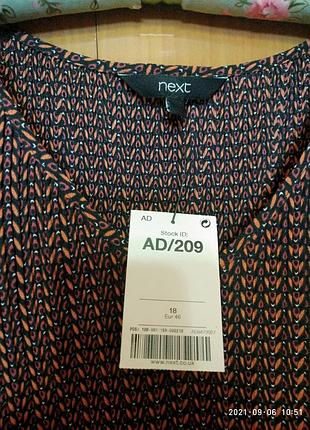 next
AD
Stock ID:
AD/209
18
Eur 46
www.next.co.uk
2021-09-06 10:51